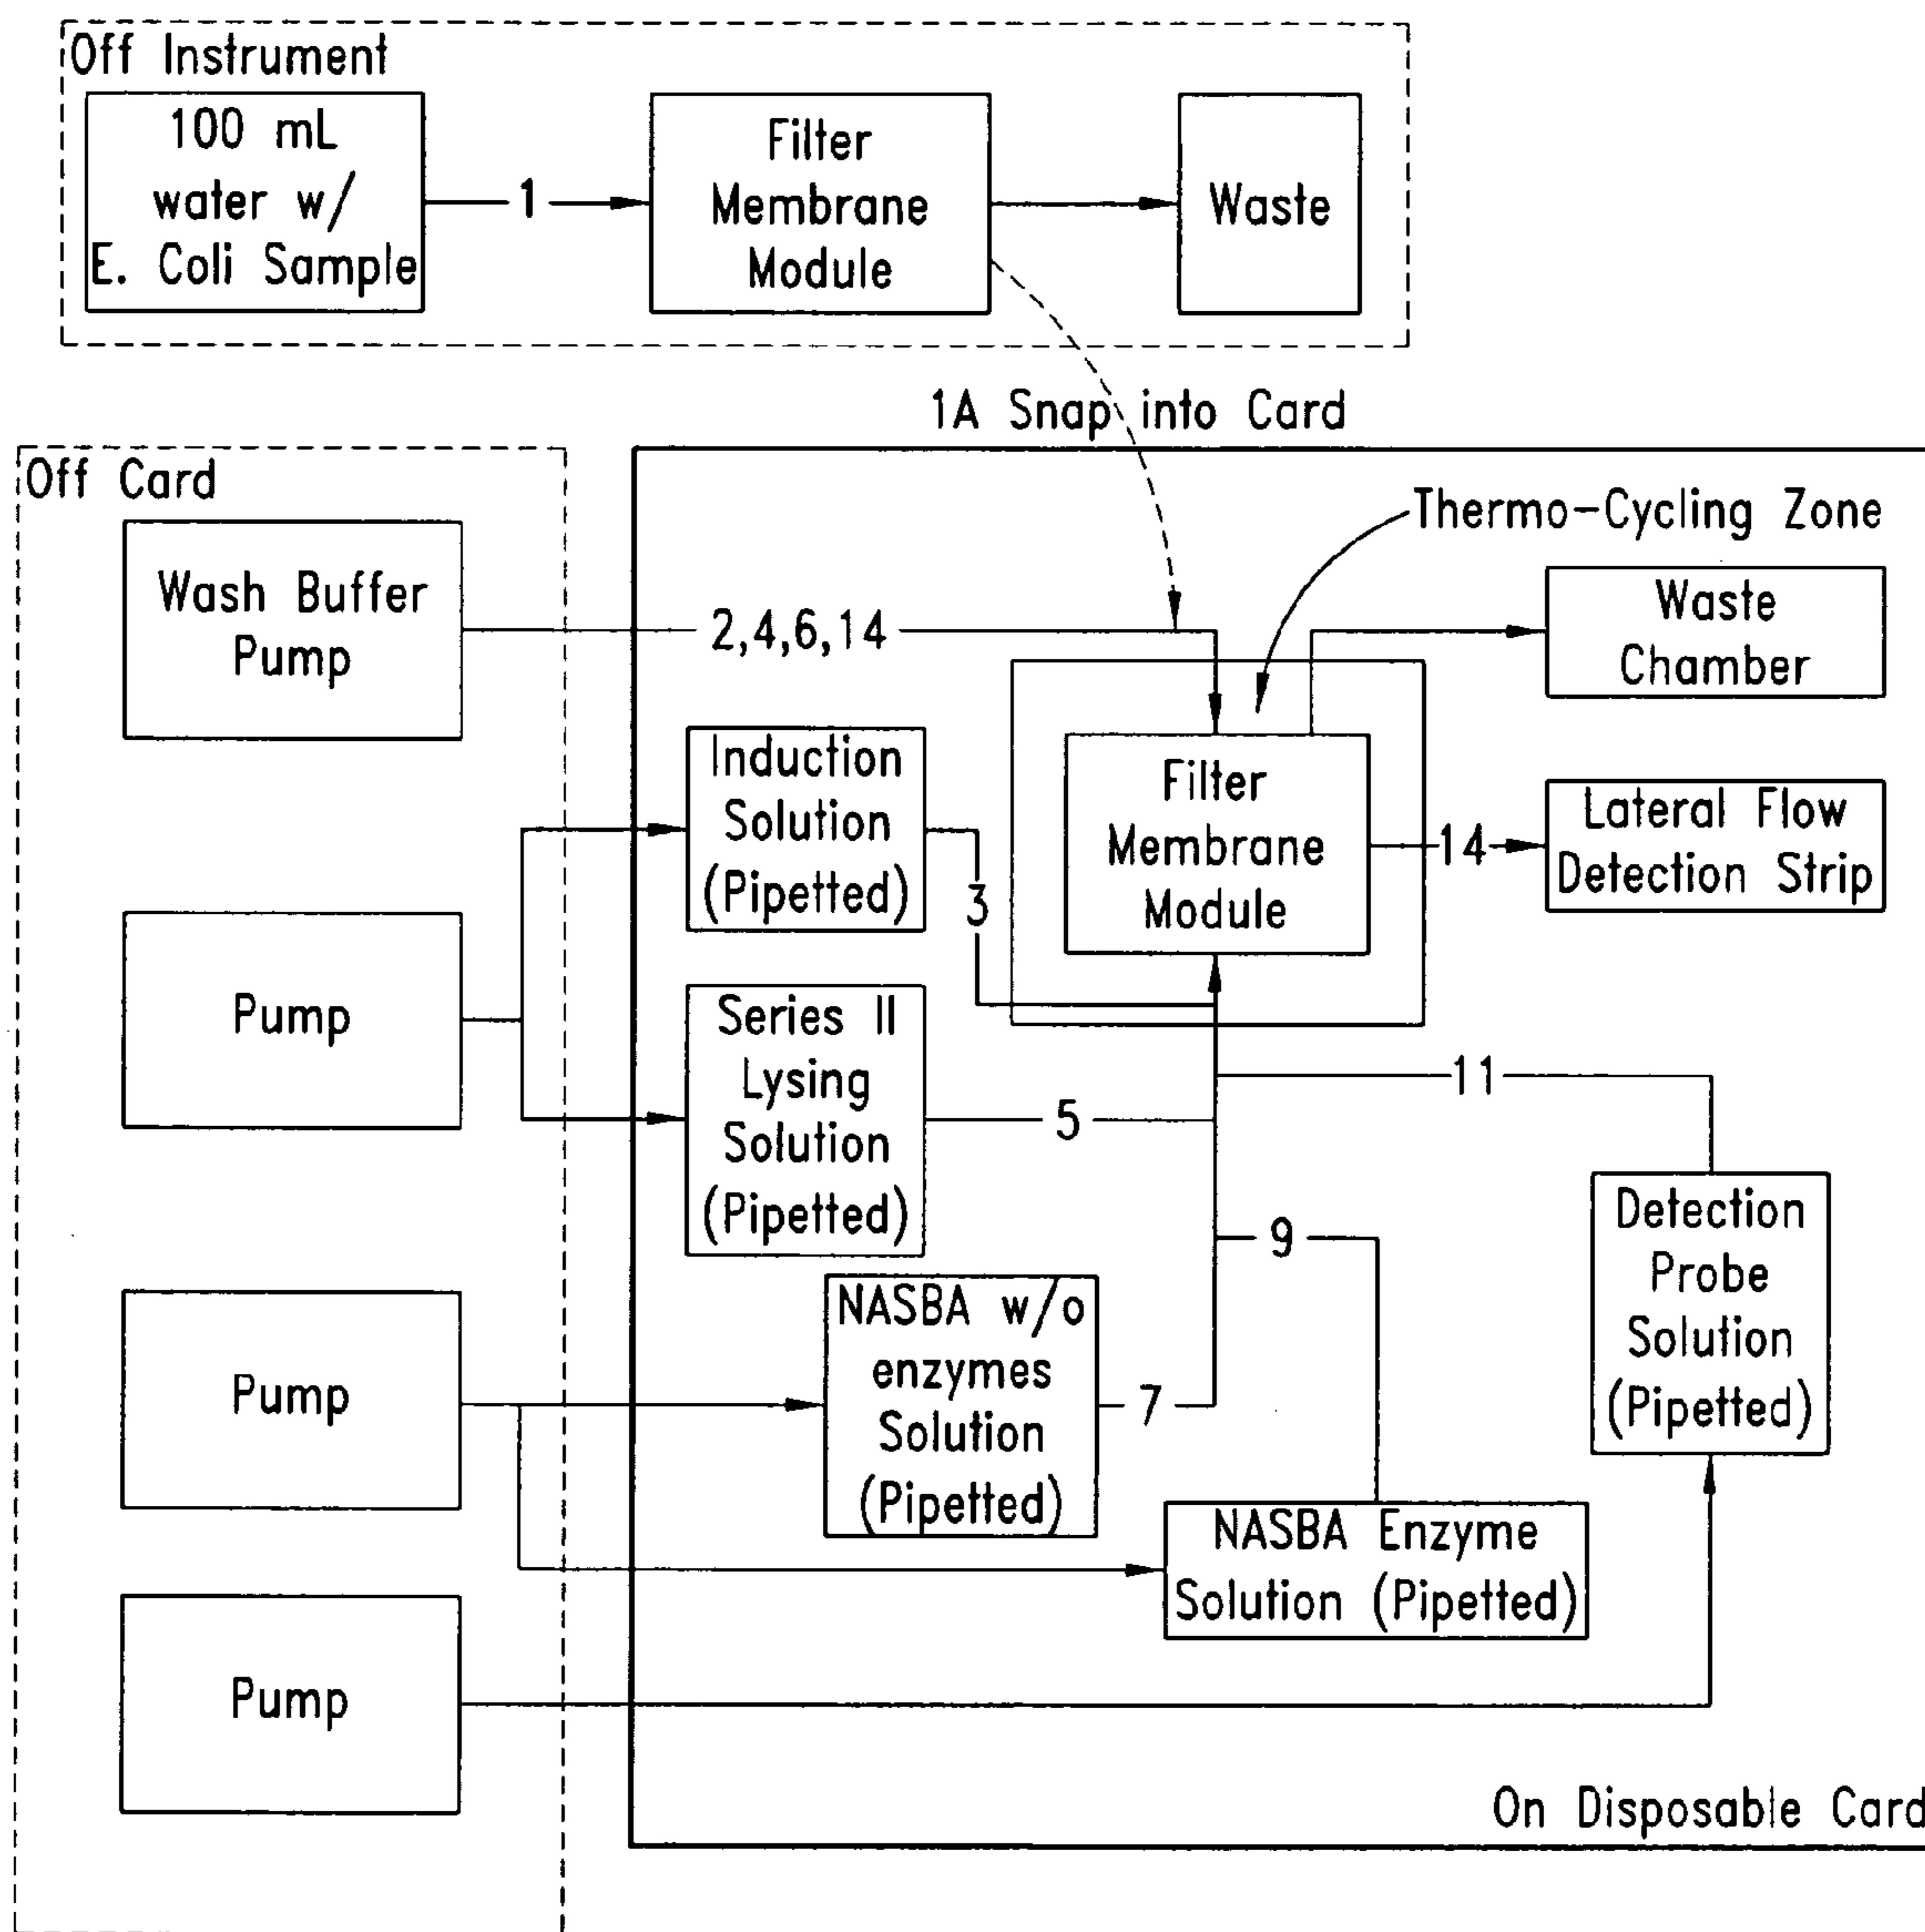 Off Instrument
100 mL
water w/
E. Coli Sample
1
Filter
Membrane
Module
Waste
1A Snap into Card
Off Card
Wash Buffer
Pump
2,4,6,14
Thermo-Cycling Zone
Waste
Chamber
Induction
Solution
(Pipetted)
3
Filter
Membrane
Module
14
Lateral Flow
Detection Strip
Pump
Series II
Lysing
Solution
(Pipetted)
5
11
9
Detection
Probe
Solution
(Pipetted)
Pump
NASBA w/o
enzymes
Solution
(Pipetted)
7
NASBA Enzyme
Solution (Pipetted)
Pump
On Disposable Card